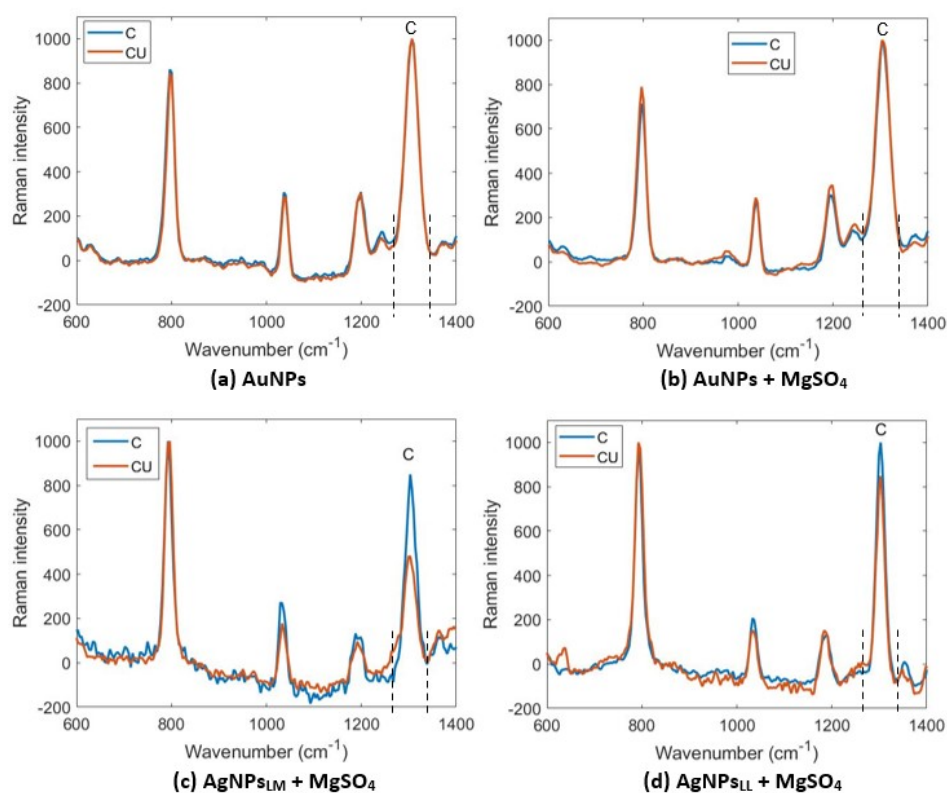 C
C
CU
1000
800
600
400
200
0
-200
Raman intensity
600 800 1000 1200 1400
Wavenumber (cm⁻¹)
(a) AuNPs
C
C
CU
1000
800
600
400
200
0
-200
Raman intensity
600 800 1000 1200 1400
Wavenumber (cm⁻¹)
(b) AuNPs + MgSO₄
C
C
CU
1000
800
600
400
200
0
-200
Raman intensity
600 800 1000 1200 1400
Wavenumber (cm⁻¹)
(c) AgNPsLM + MgSO₄
C
C
CU
1000
800
600
400
200
0
-200
Raman intensity
600 800 1000 1200 1400
Wavenumber (cm⁻¹)
(d) AgNPsLL + MgSO₄